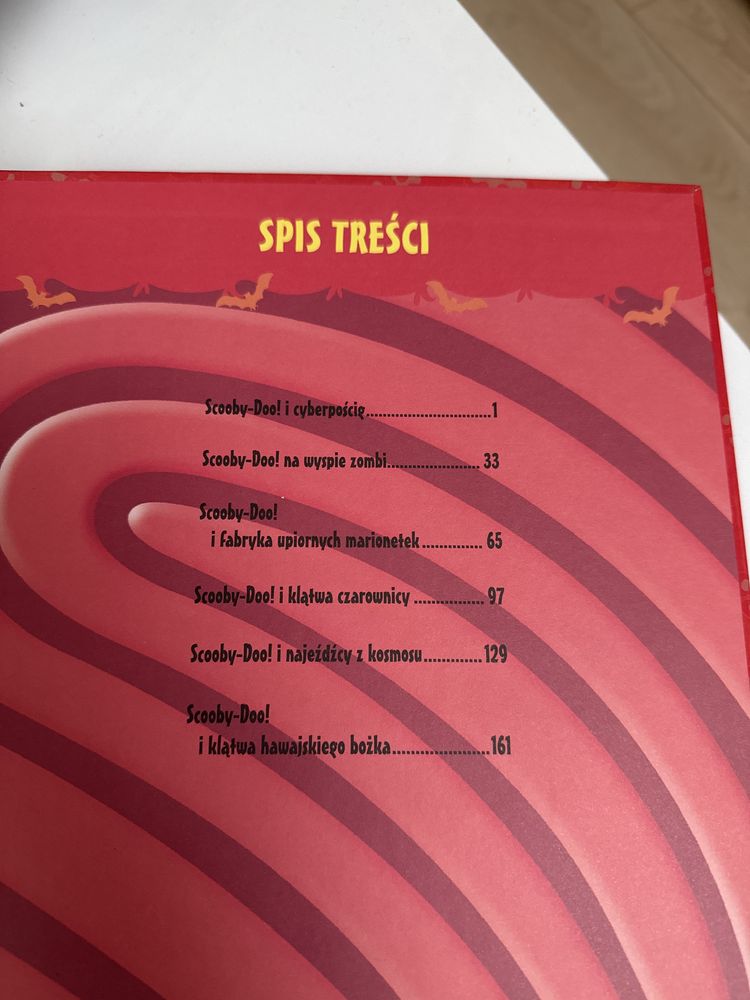 SPIS TREŚCI
Scooby-Doo! i cyberpościg..............................1
Scooby-Doo! na wyspie zombi...................... 33
Scooby-Doo!
i fabryka upiornych marionetek.............. 65
Scooby-Doo! i klątwa czarownicy ................ 97
Scooby-Doo! i najeźdźcy z kosmosu..............129
Scooby-Doo!
i klątwa hawajskiego bożka.......................161